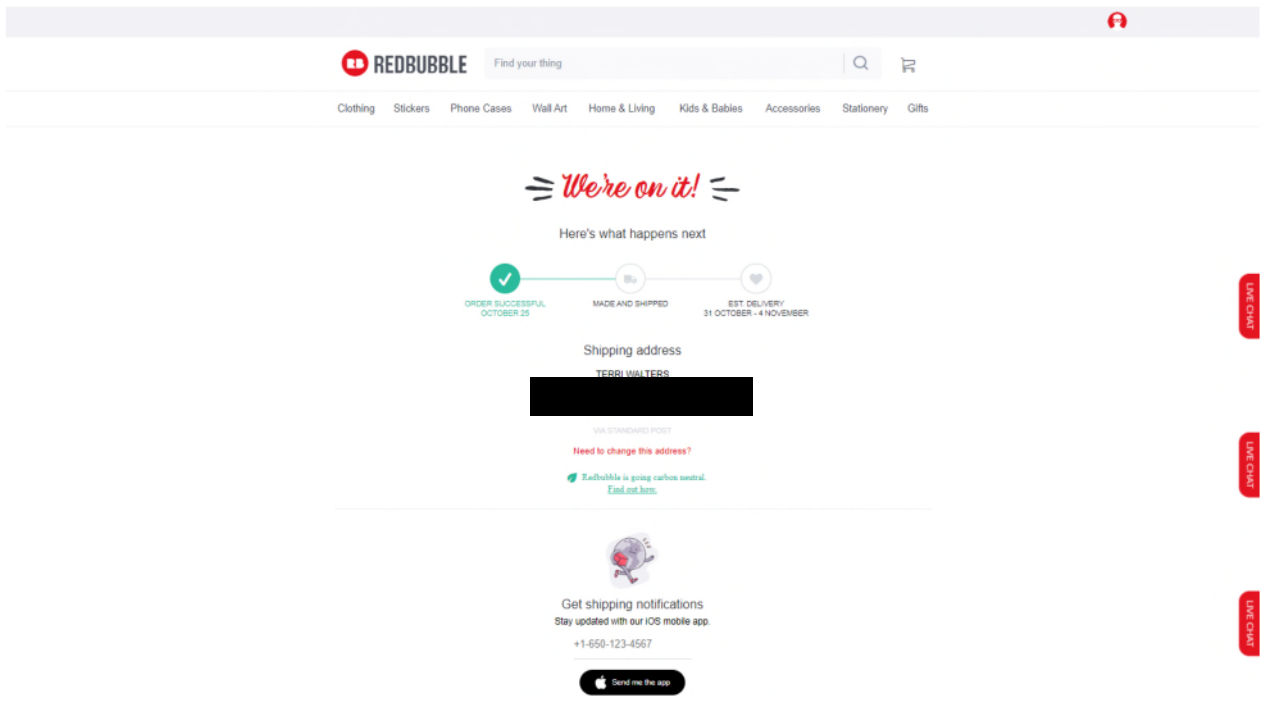 RB REDBUBBLE
Find your thing
Clothing Stickers Phone Cases Wall Art Home & Living Kids & Babies Accessories Stationery Gifts
We're on it!
Here's what happens next
ORDER SUCCESSFUL
OCTOBER 25
MADE AND SHIPPED
EST. DELIVERY
31 OCTOBER - 4 NOVEMBER
Shipping address
TERRI WALTERS
VIA STANDARD POST
Need to change this address?
Redbubble is going carbon neutral.
Find out how.
Get shipping notifications
Stay updated with our iOS mobile app.
+1-650-123-4567
Send me the app
LIVE CHAT
LIVE CHAT
LIVE CHAT